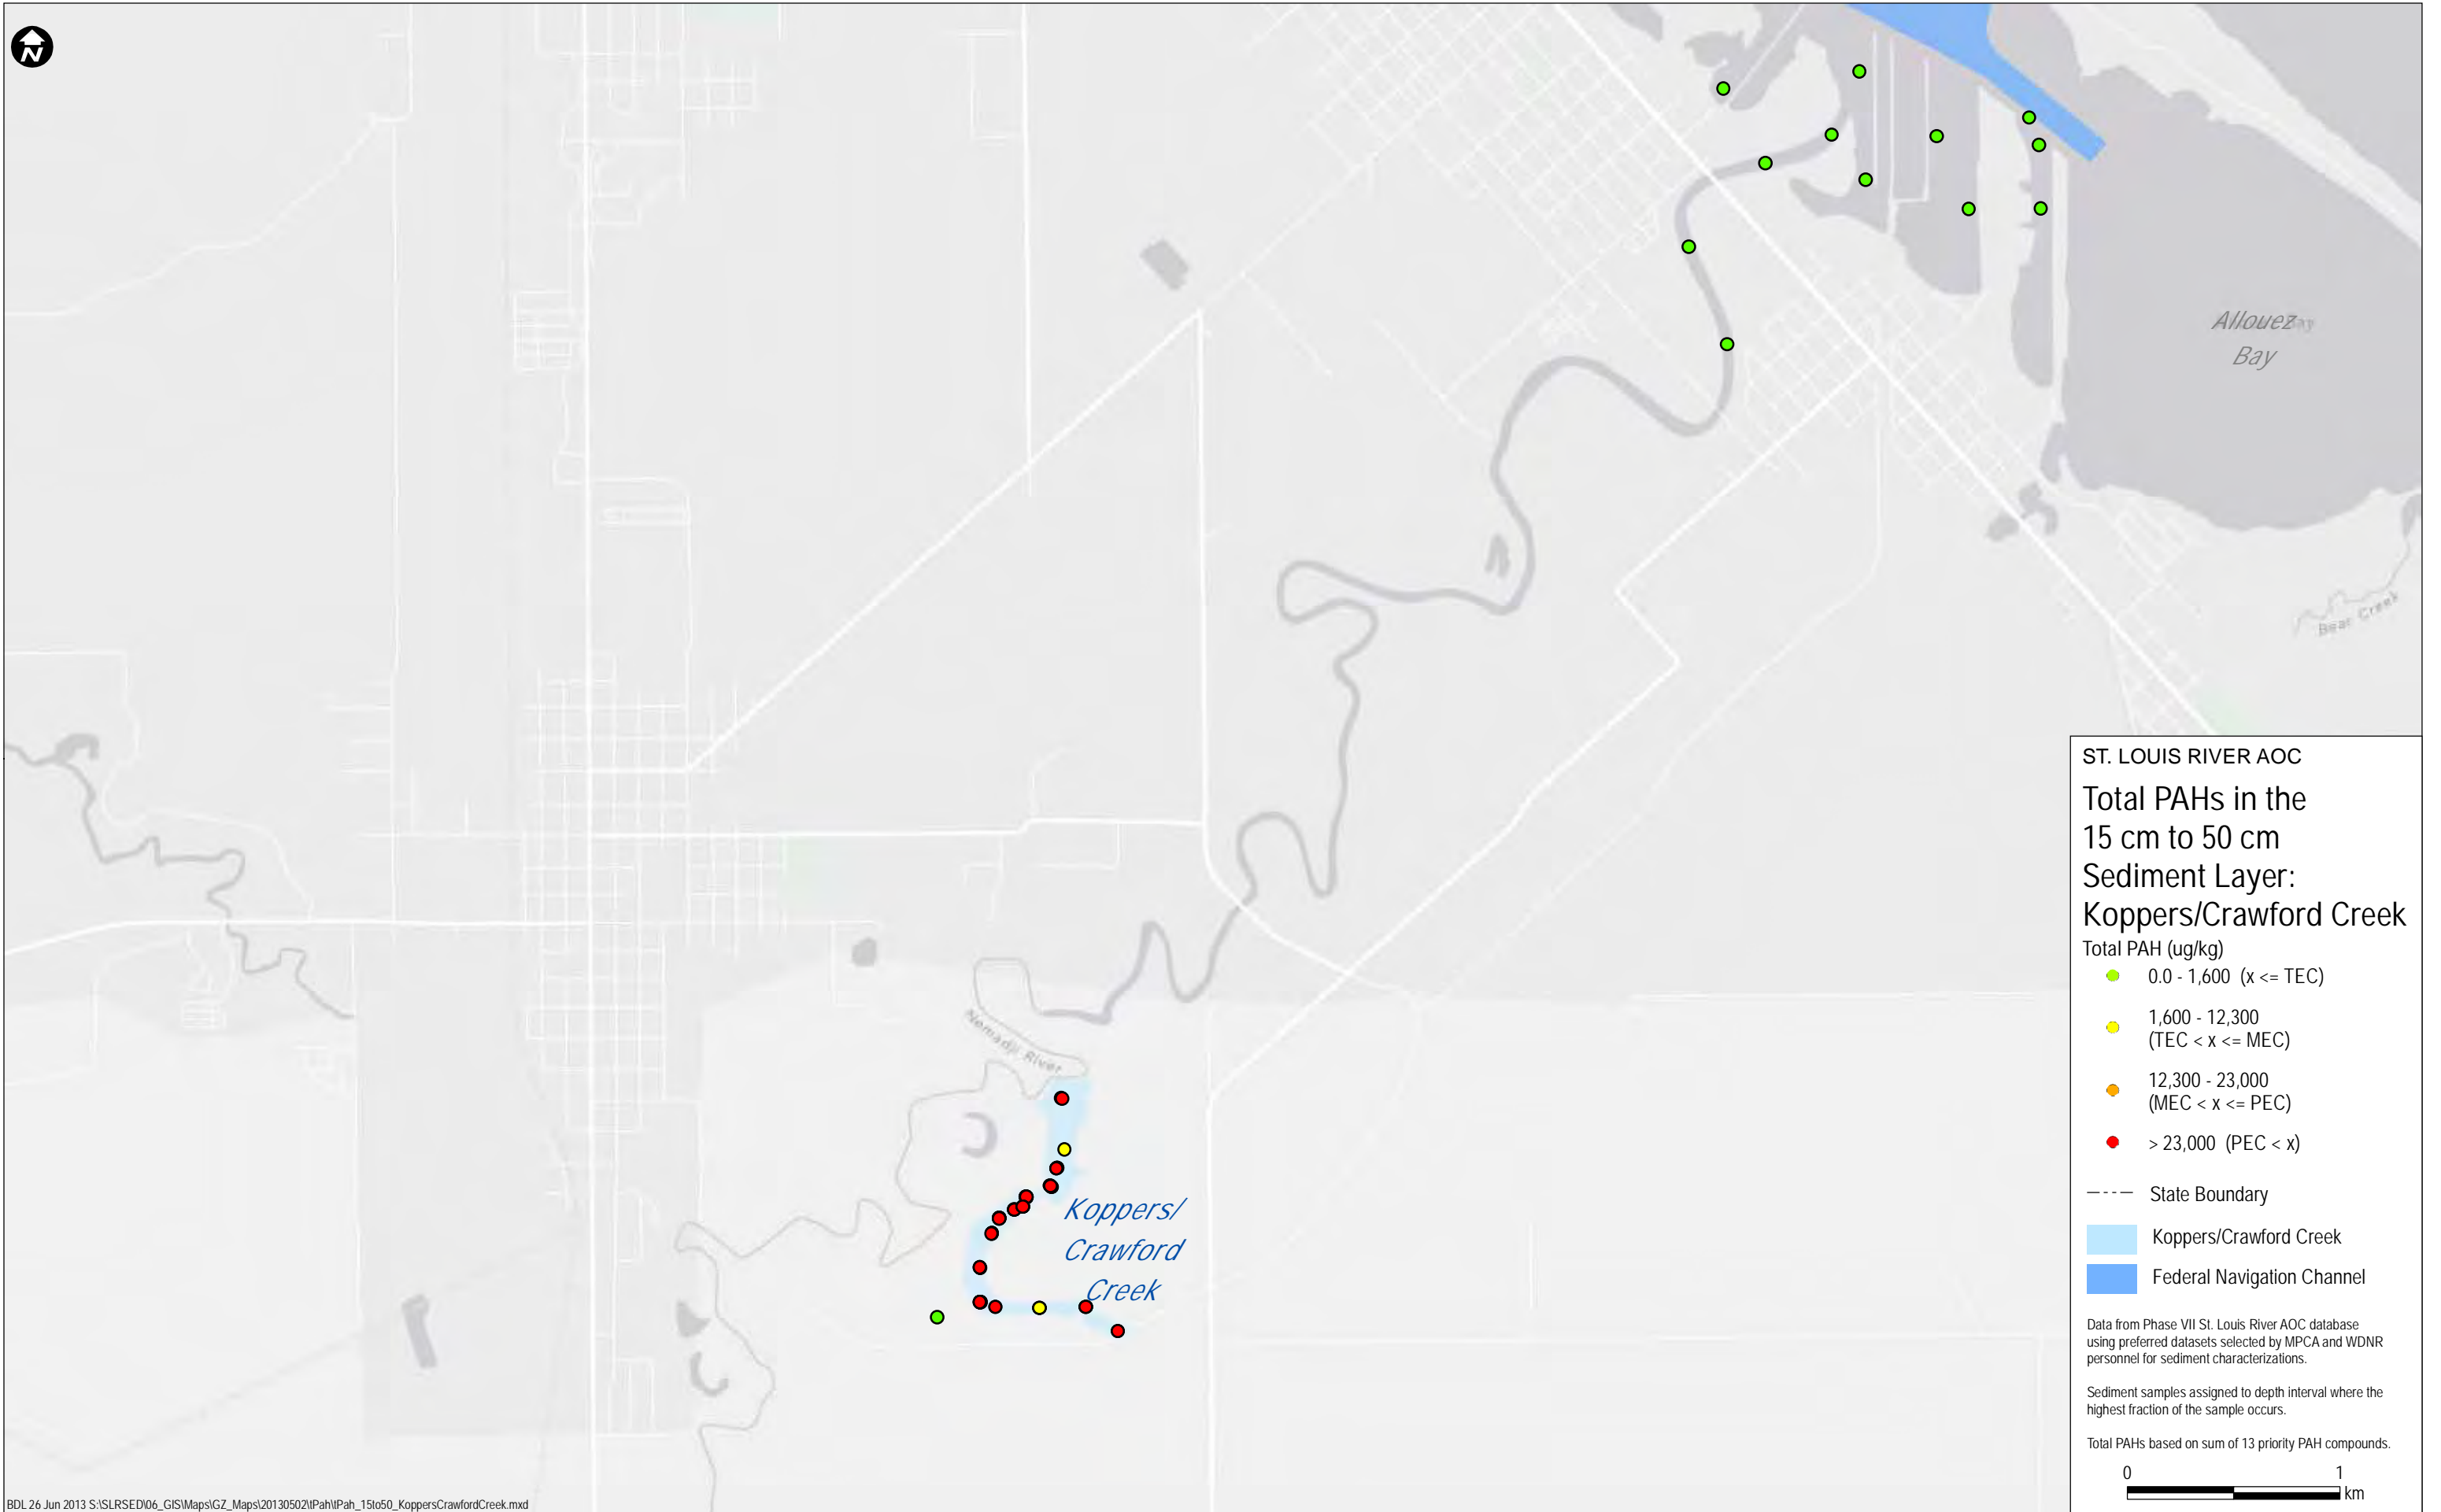 N
Allouez
Bay
Bear Creek
Nemadji River
Koppers/
Crawford
Creek
ST. LOUIS RIVER AOC
Total PAHs in the
15 cm to 50 cm
Sediment Layer:
Koppers/Crawford Creek
Total PAH (ug/kg)
0.0 - 1,600 (x <= TEC)
1,600 - 12,300
(TEC < x <= MEC)
12,300 - 23,000
(MEC < x <= PEC)
> 23,000 (PEC < x)
State Boundary
Koppers/Crawford Creek
Federal Navigation Channel
Data from Phase VII St. Louis River AOC database
using preferred datasets selected by MPCA and WDNR
personnel for sediment characterizations.
Sediment samples assigned to depth interval where the
highest fraction of the sample occurs.
Total PAHs based on sum of 13 priority PAH compounds.
0 1
km
BDL 26 Jun 2013 S:\SLRSED\06_GIS\Maps\GZ_Maps\20130502\tPah\tPah_15to50_KoppersCrawfordCreek.mxd